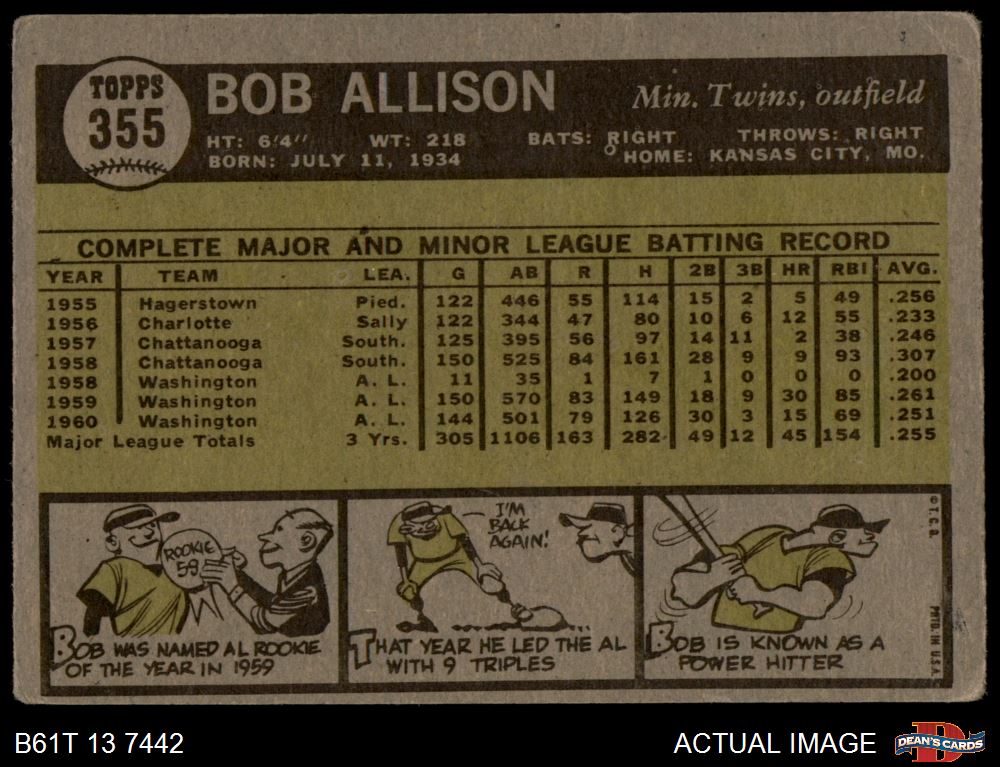 TOPPS
355
BOB ALLISON
Min. Twins, outfield
HT: 6'4" WT: 218 BATS: RIGHT THROWS: RIGHT
BORN: JULY 11, 1934 HOME: KANSAS CITY, MO.
COMPLETE MAJOR AND MINOR LEAGUE BATTING RECORD
YEAR TEAM LEA. G AB R H 2B 3B HR RBI AVG.
1955 Hagerstown Pied. 122 446 55 114 15 2 5 49 .256
1956 Charlotte Sally 122 344 47 80 10 6 12 55 .233
1957 Chattanooga South. 125 395 56 97 14 11 2 38 .246
1958 Chattanooga South. 150 525 84 161 28 9 9 93 .307
1958 Washington A. L. 11 35 1 7 1 0 0 0 .200
1959 Washington A. L. 150 570 83 149 18 9 30 85 .261
1960 Washington A. L. 144 501 79 126 30 3 15 69 .251
Major League Totals 3 Yrs. 305 1106 163 282 49 12 45 154 .255
ROOKIE
59
BOB WAS NAMED AL ROOKIE
OF THE YEAR IN 1959
I'M
BACK
AGAIN!
THAT YEAR HE LED THE AL
WITH 9 TRIPLES
BOB IS KNOWN AS A
POWER HITTER
© T.C.G.
PRTD. IN U.S.A.
B61T 13 7442
ACTUAL IMAGE
D
DEAN'S CARDS